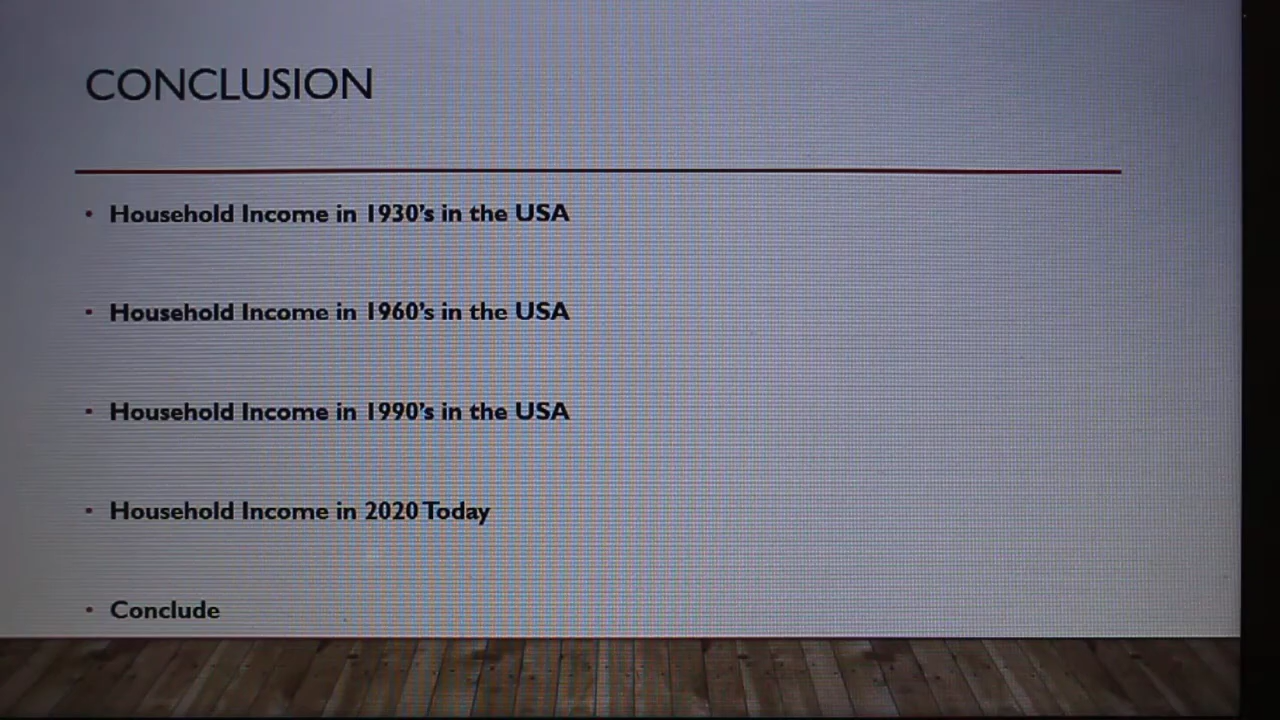 CONCLUSION
Household Income in 1930's in the USA
Household Income in 1960's in the USA
Household Income in 1990's in the USA
Household Income in 2020 Today
Conclude